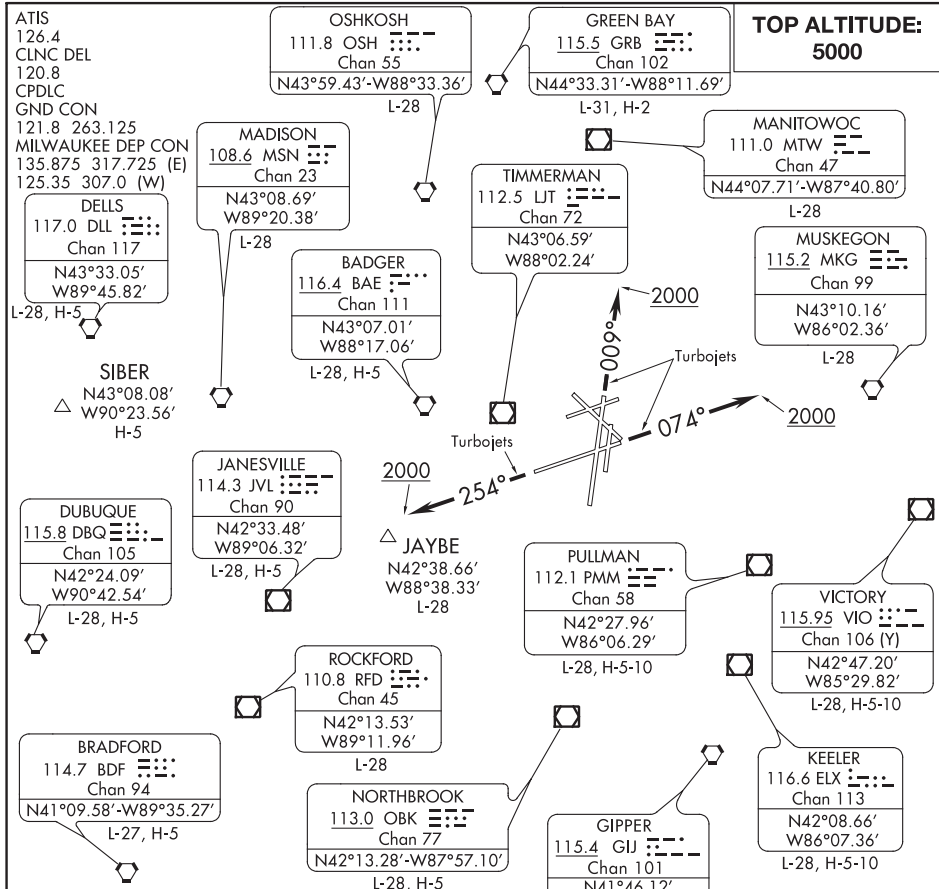 ATIS
126.4
CLNC DEL
120.8
CPDLC
GND CON
121.8 263.125
MILWAUKEE DEP CON
135.875 317.725 (E)
125.35 307.0 (W)
OSHKOSH
111.8 OSH
Chan 55
N43°59.43′-W88°33.36′
L-28
GREEN BAY
115.5 GRB
Chan 102
N44°33.31′-W88°11.69′
L-31, H-2
TOP ALTITUDE:
5000
MADISON
108.6 MSN
Chan 23
N43°08.69′
W89°20.38′
L-28
MANITOWOC
111.0 MTW
Chan 47
N44°07.71′-W87°40.80′
L-28
TIMMERMAN
112.5 LJT
Chan 72
N43°06.59′
W88°02.24′
DELLS
117.0 DLL
Chan 117
N43°33.05′
W89°45.82′
L-28, H-5
BADGER
116.4 BAE
Chan 111
N43°07.01′
W88°17.06′
L-28, H-5
MUSKEGON
115.2 MKG
Chan 99
N43°10.16′
W86°02.36′
L-28
2000
009°
Turbojets
074°
2000
SIBER
N43°08.08′
W90°23.56′
H-5
Turbojets
254°
2000
JANESVILLE
114.3 JVL
Chan 90
N42°33.48′
W89°06.32′
L-28, H-5
DUBUQUE
115.8 DBQ
Chan 105
N42°24.09′
W90°42.54′
L-28, H-5
JAYBE
N42°38.66′
W88°38.33′
L-28
PULLMAN
112.1 PMM
Chan 58
N42°27.96′
W86°06.29′
L-28, H-5-10
VICTORY
115.95 VIO
Chan 106 (Y)
N42°47.20′
W85°29.82′
L-28, H-5-10
ROCKFORD
110.8 RFD
Chan 45
N42°13.53′
W89°11.96′
L-28
BRADFORD
114.7 BDF
Chan 94
N41°09.58′-W89°35.27′
L-27, H-5
NORTHBROOK
113.0 OBK
Chan 77
N42°13.28′-W87°57.10′
L-28, H-5
GIPPER
115.4 GIJ
Chan 101
N41°46.12′
KEELER
116.6 ELX
Chan 113
N42°08.66′
W86°07.36′
L-28, H-5-10